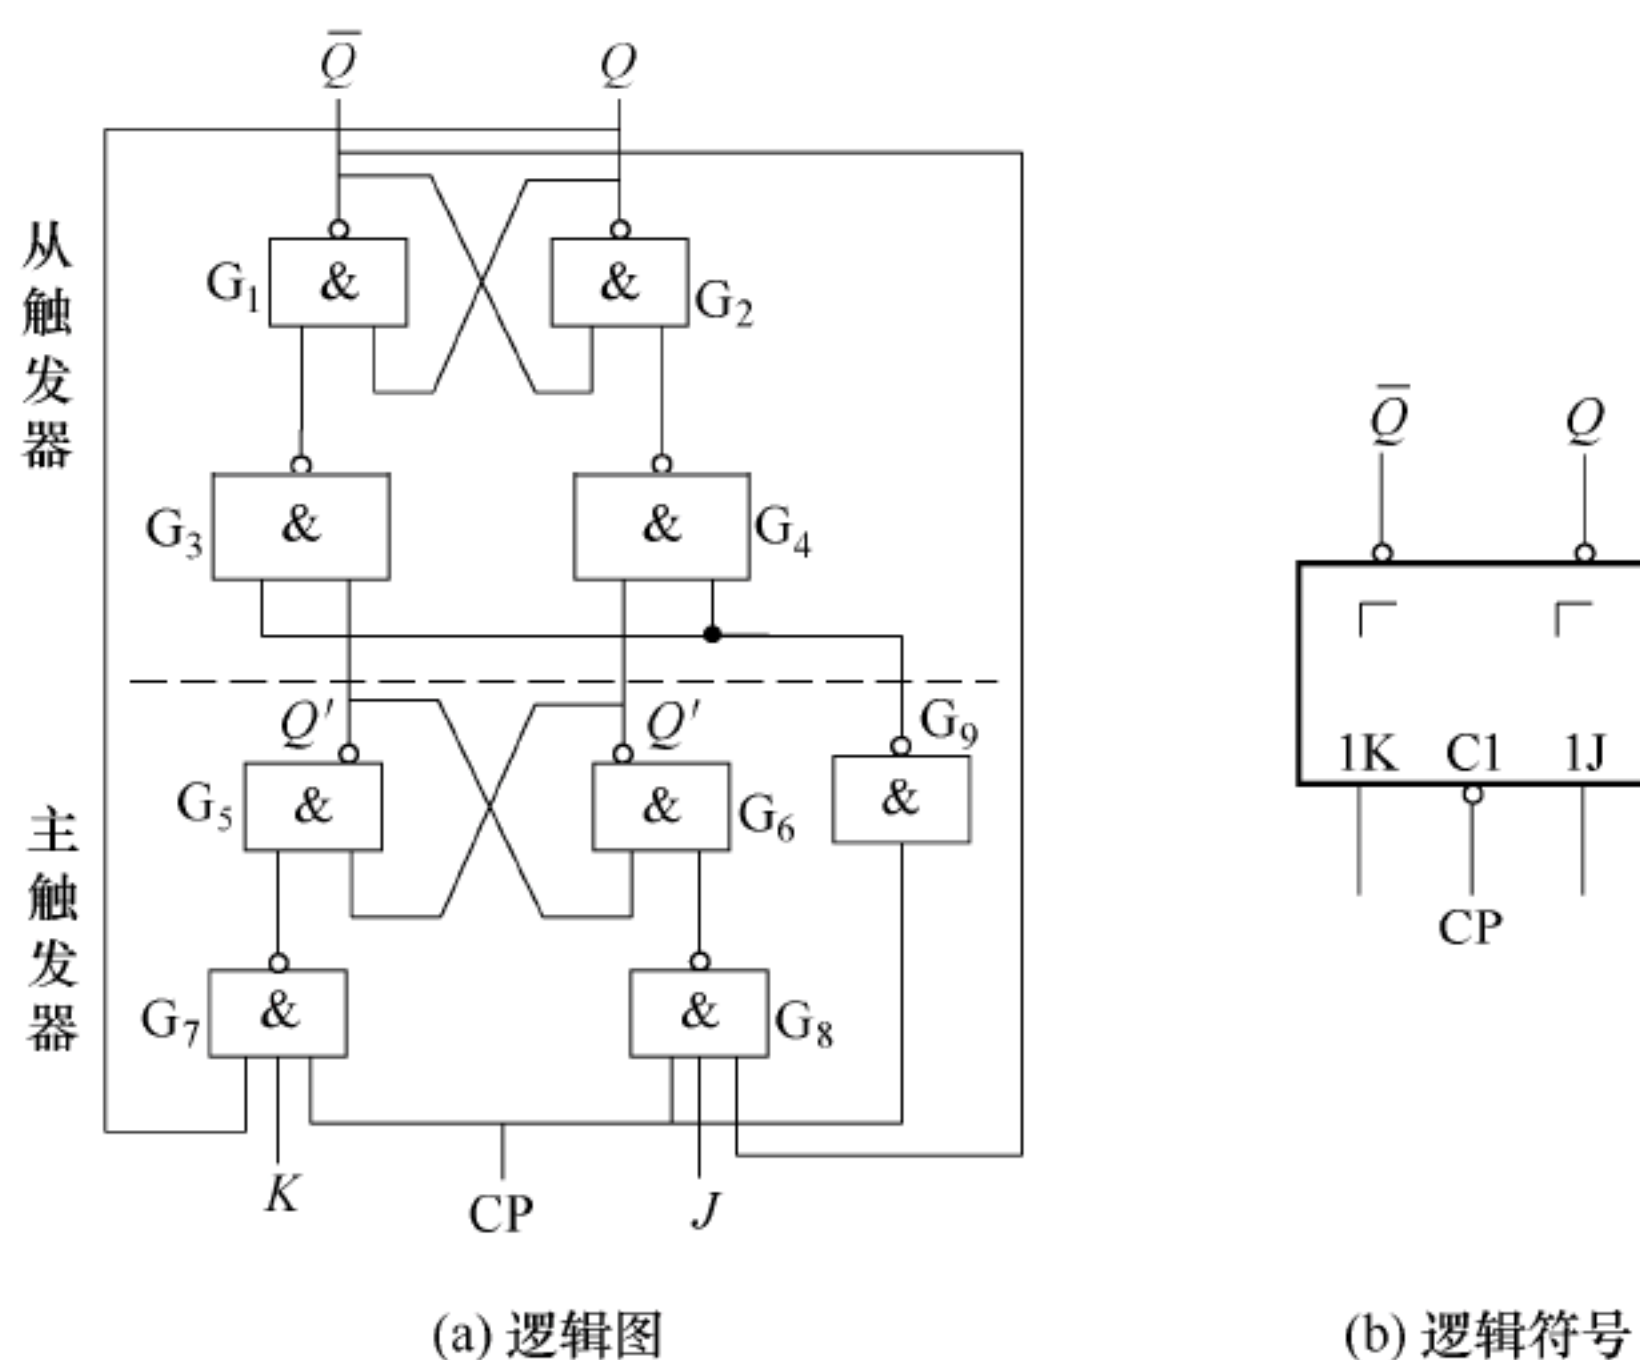 Q̅ Q
从触发器
G₁ & & G₂
G₃ & & G₄
Q′ Q′ G₉
主触发器
G₅ & & G₆ &
G₇ & & G₈
K CP J
(a) 逻辑图
Q̅ Q
1K C1 1J
CP
(b) 逻辑符号